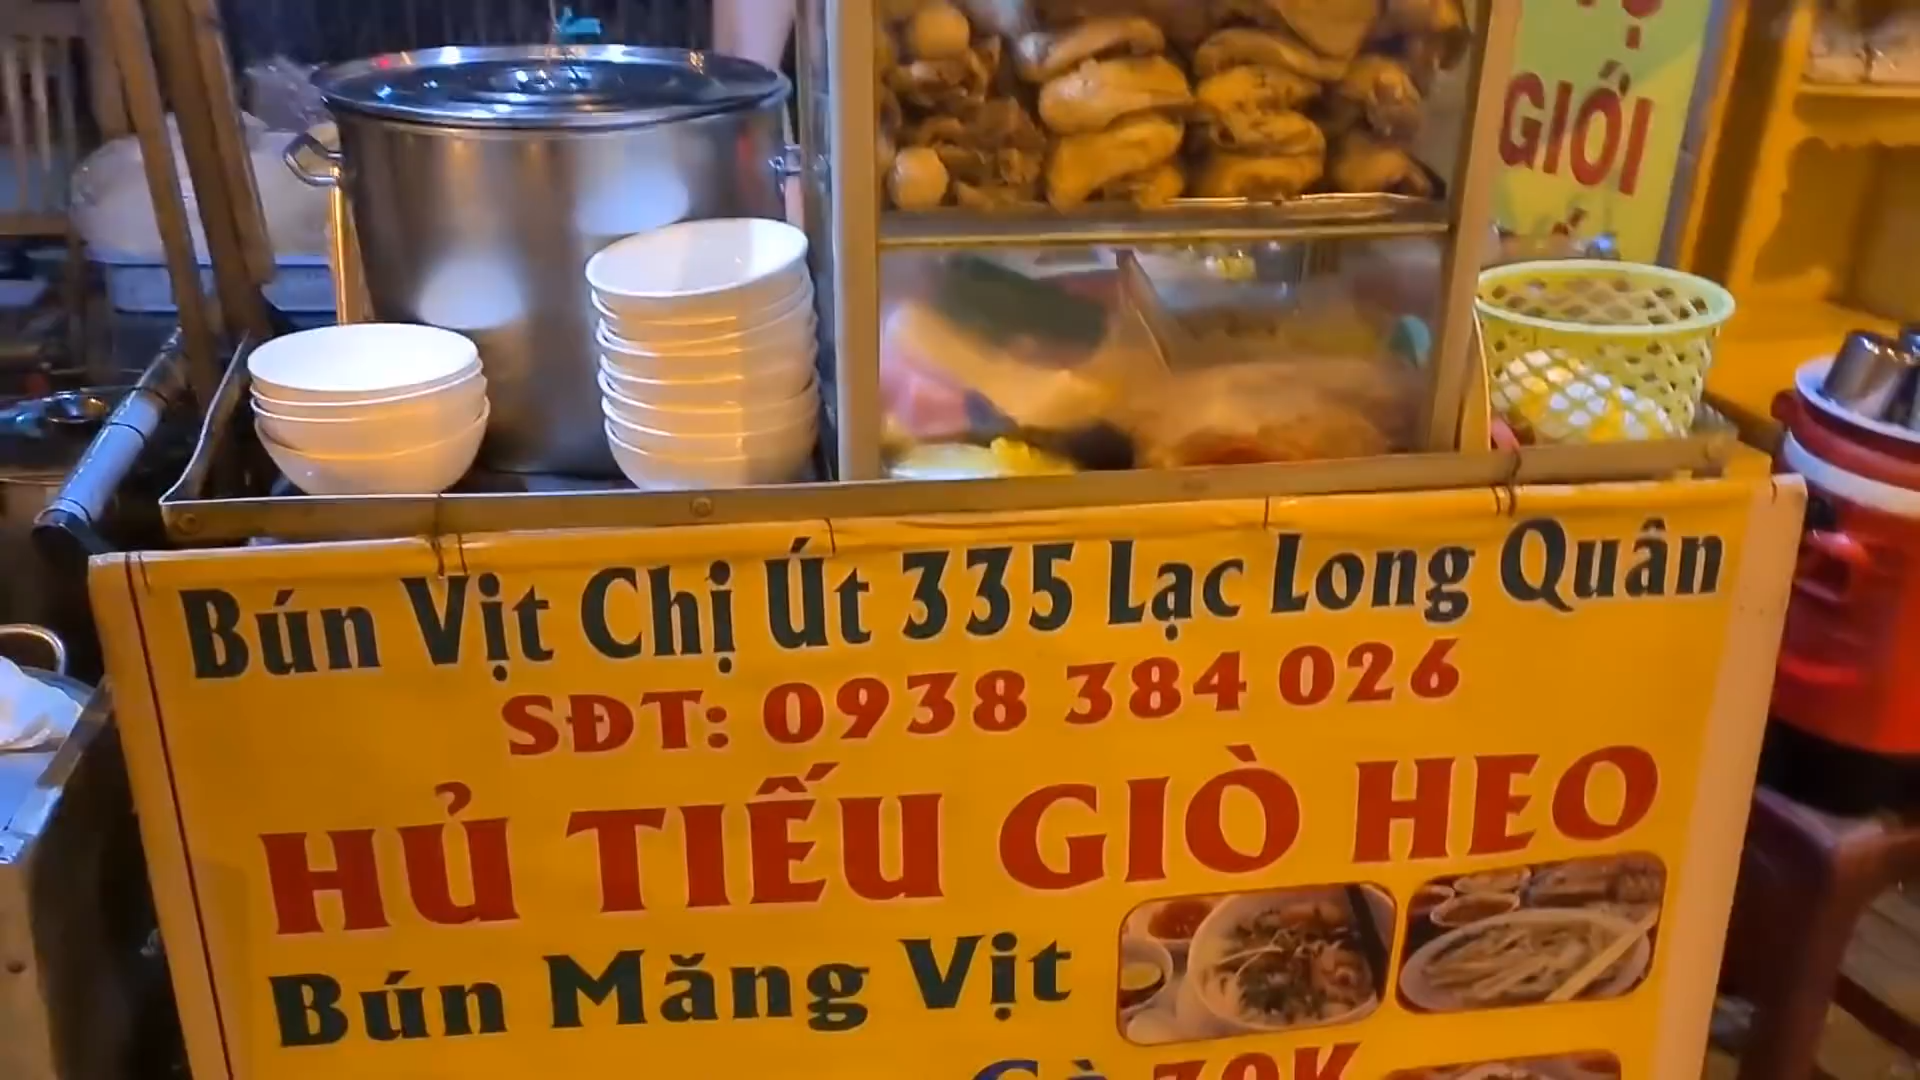 GIỚI
Bún Vịt Chị Út 335 Lạc Long Quân
SĐT: 0938 384 026
HỦ TIẾU GIÒ HEO
Bún Măng Vịt